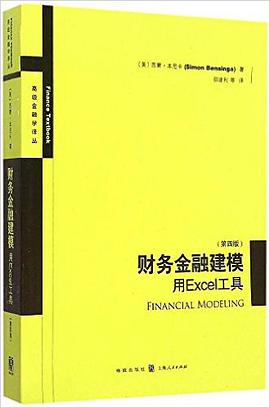 （美）西蒙·本尼卡（Simon Benninga） 著
邵建利 等 译
（第四版）
财务金融建模
用Excel工具
FINANCIAL MODELING
格致出版社 上海人民出版社
Finance Textbook
高级金融学译丛
财务金融建模
用Excel工具
（第四版）